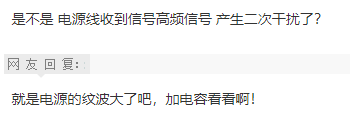 是不是 电源线收到信号高频信号 产生二次干扰了?
网 友 回 复:
就是电源的纹波大了吧，加电容看看啊!